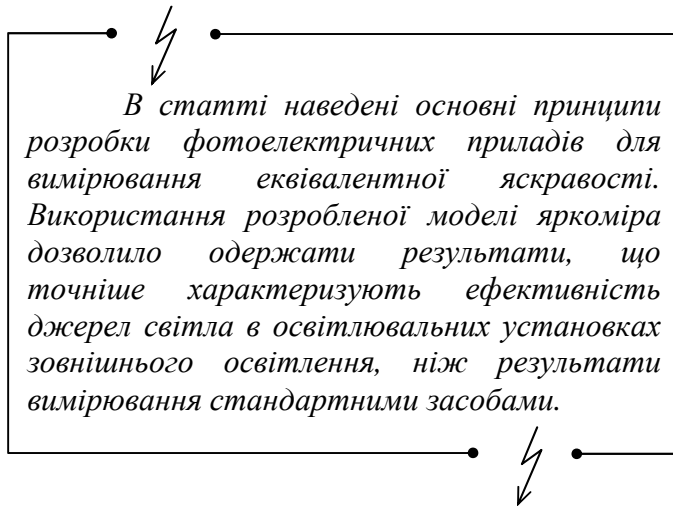 В статті наведені основні принципи
розробки фотоелектричних приладів для
вимірювання еквівалентної яскравості.
Використання розробленої моделі яркоміра
дозволило одержати результати, що
точніше характеризують ефективність
джерел світла в освітлювальних установках
зовнішнього освітлення, ніж результати
вимірювання стандартними засобами.